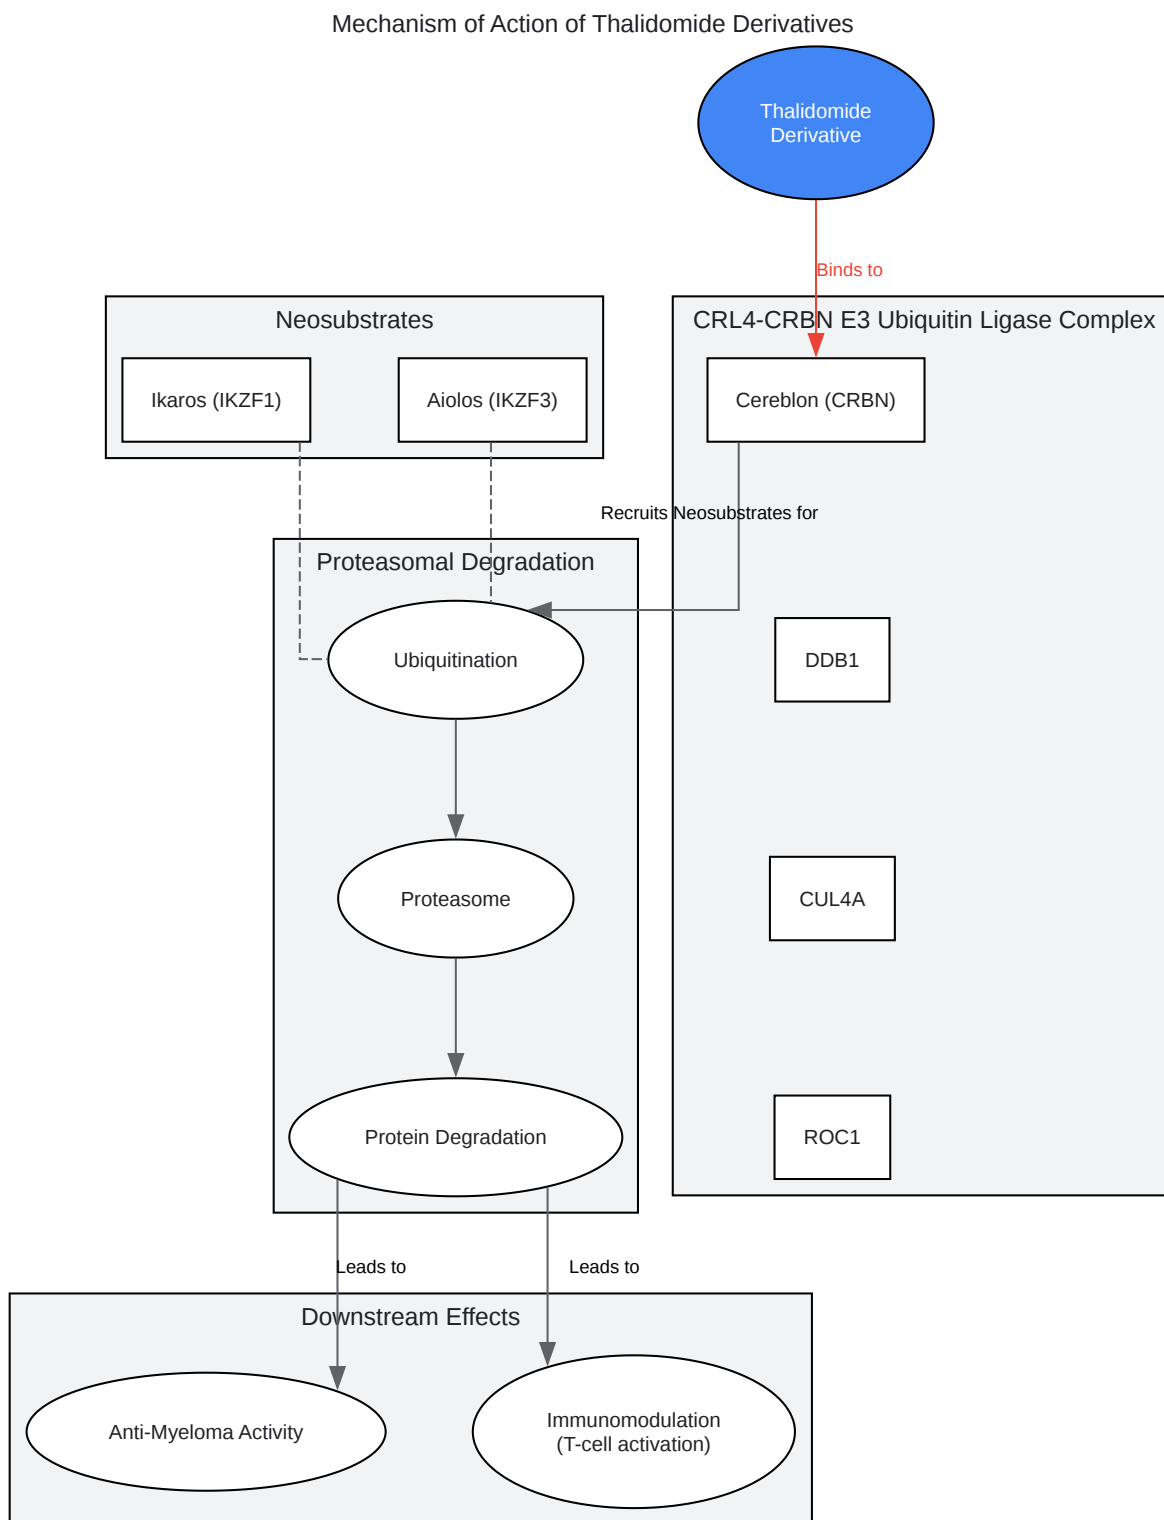 Mechanism of Action of Thalidomide Derivatives
Thalidomide
Derivative
Binds to
Neosubstrates
CRL4-CRBN E3 Ubiquitin Ligase Complex
Ikaros (IKZF1)
Aiolos (IKZF3)
Cereblon (CRBN)
Recruits Neosubstrates for
Proteasomal Degradation
Ubiquitination
DDB1
Proteasome
CUL4A
Protein Degradation
ROC1
Leads to
Leads to
Downstream Effects
Anti-Myeloma Activity
Immunomodulation
(T-cell activation)